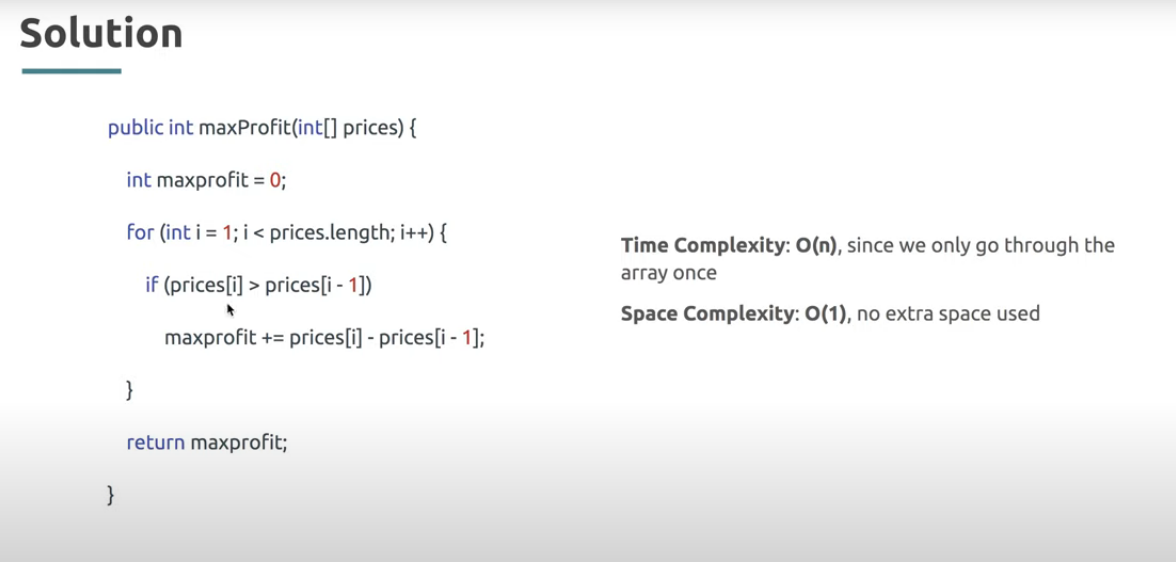 Solution
public int maxProfit(int[] prices) {
int maxprofit = 0;
for (int i = 1; i < prices.length; i++) {
if (prices[i] > prices[i - 1])
maxprofit += prices[i] - prices[i - 1];
}
return maxprofit;
}
Time Complexity: O(n), since we only go through the
array once
Space Complexity: O(1), no extra space used